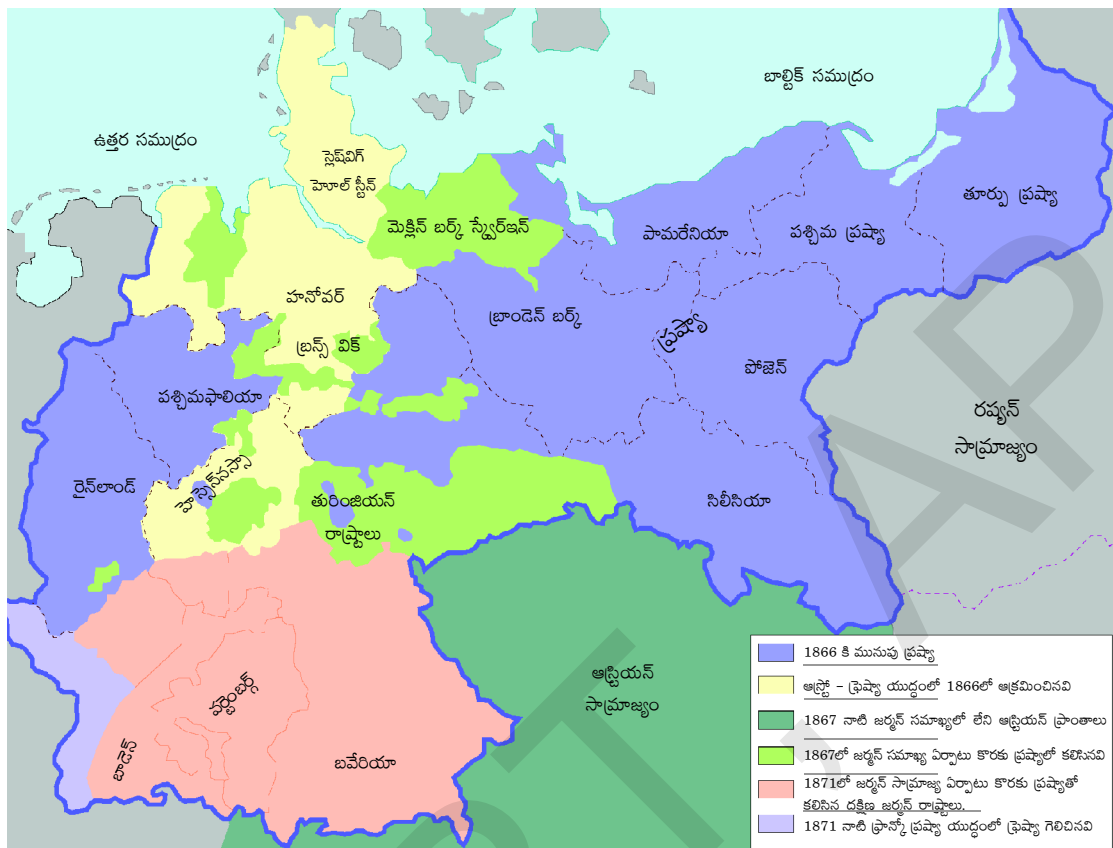 బాల్టిక్ సముద్రం
ఉత్తర సముద్రం
స్లెష్‌విగ్
హెూల్ స్టీన్
తూర్పు ప్రష్యా
మెక్లిన్ బర్క్ స్క్వేర్ఇన్
పామరేనియా
పశ్చిమ ప్రష్యా
హనోవర్
బ్రాండెన్ బర్క్
ప్రష్యా
బ్రన్స్ విక్
పోజెన్
పశ్చిమఫాలియా
రష్యన్
సామ్రాజ్యం
రైన్‌లాండ్
తురింజియన్
రాష్ట్రాలు
సిలీసియా
ఆస్ట్రియన్
సామ్రాజ్యం
వర్టెంబర్గ్
బాడెన్
బవేరియా
1866 కి మునుపు ప్రష్యా
ఆస్ట్రో - ఫ్రెష్యా యుద్ధంలో 1866లో ఆక్రమించినవి
1867 నాటి జర్మన్ సమాఖ్యలో లేని ఆస్ట్రియన్ ప్రాంతాలు
1867లో జర్మన్ సమాఖ్య ఏర్పాటు కొరకు ప్రష్యాలో కలిసినవి
1871లో జర్మన్ సామ్రాజ్య ఏర్పాటు కొరకు ప్రష్యాతో
కలిసిన దక్షిణ జర్మన్ రాష్ట్రాలు.
1871 నాటి ఫ్రాన్కో ప్రష్యా యుద్ధంలో ఫ్రెష్యా గెలిచినవి